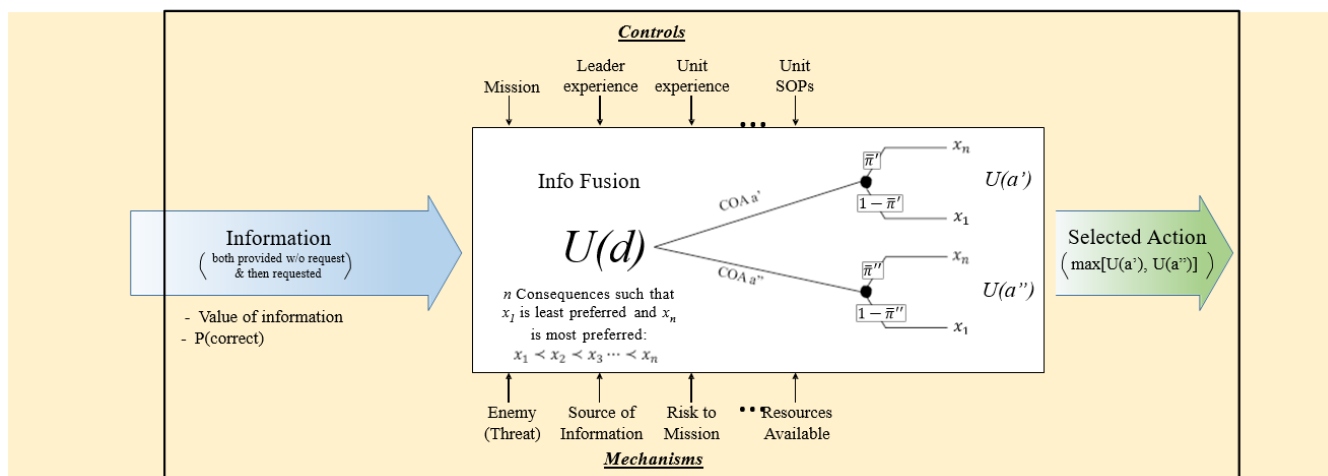 Controls
Mission
Leader
experience
Unit
experience
Unit
SOPs
...
Info Fusion
U(d)
COA a'
COA a''
π̅'
1 − π̅'
π̅''
1 − π̅''
xₙ
x₁
xₙ
x₁
U(a')
U(a'')
n Consequences such that
x₁ is least preferred and xₙ
is most preferred:
x₁ ≺ x₂ ≺ x₃ ⋯ ≺ xₙ
Information
(both provided w/o request
& then requested)
- Value of information
- P(correct)
Selected Action
(max[U(a'), U(a'')])
Enemy
(Threat)
Source of
Information
Risk to
Mission
...
Resources
Available
Mechanisms